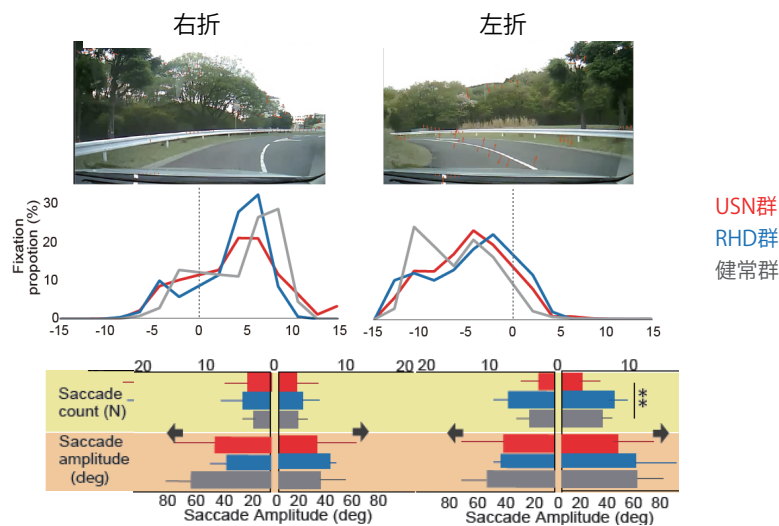 右折
左折
Fixation
propotion (%)
30
20
10
0
-15 -10 -5 0 5 10 15
-15 -10 -5 0 5 10 15
USN群
RHD群
健常群
20 10 0 0 10 20
20 10 0 0 10
Saccade
count (N)
**
Saccade
amplitude
(deg)
80 60 40 20 0 20 40 60 80
80 60 40 20 0 20 40 60 80
Saccade Amplitude (deg)
Saccade Amplitude (deg)